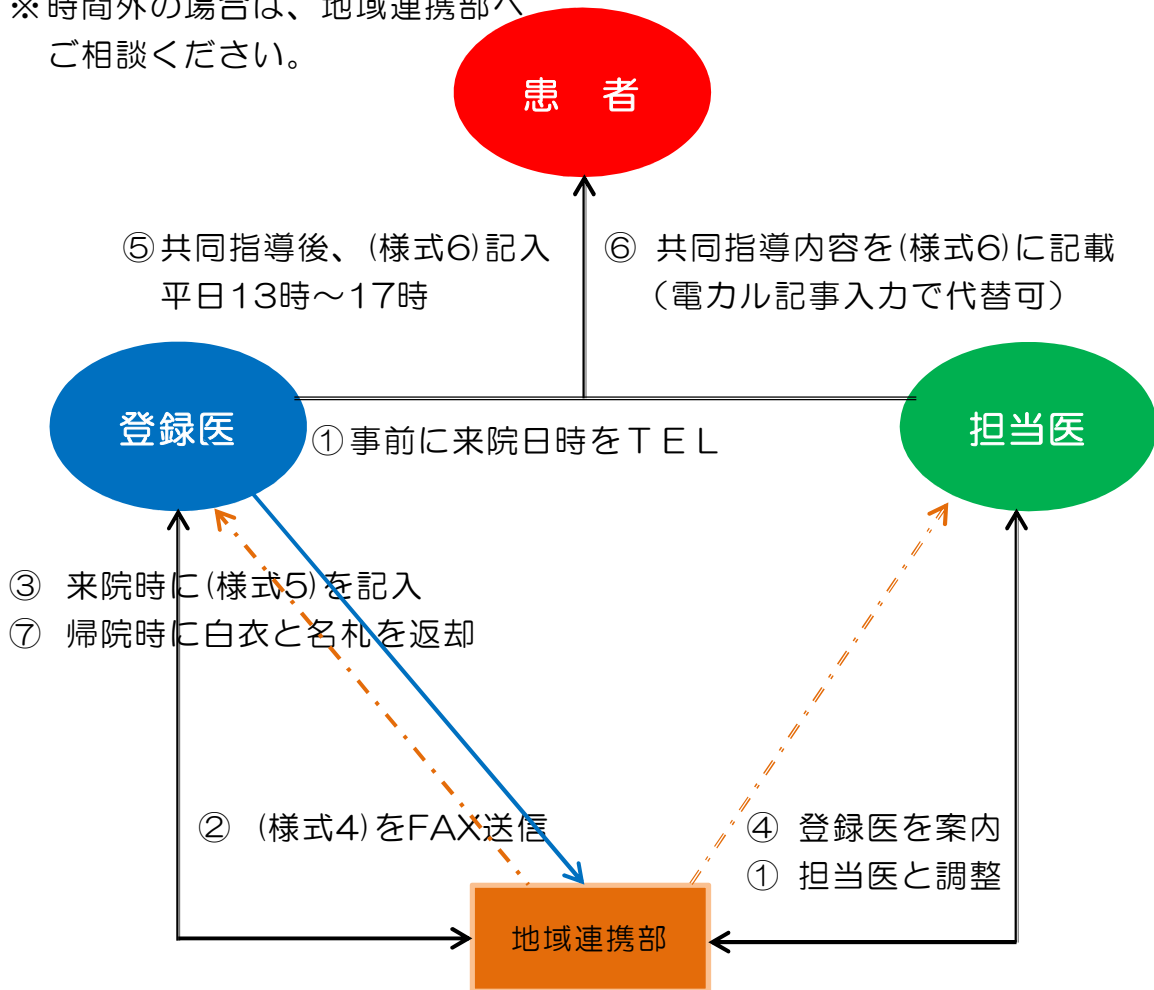 ※時間外の場合は、地域連携部へ
ご相談ください。
患　者
⑤共同指導後、(様式6)記入
平日13時～17時
⑥ 共同指導内容を(様式6)に記載
（電カル記事入力で代替可）
登録医
担当医
①事前に来院日時をＴＥＬ
③ 来院時に(様式5)を記入
⑦ 帰院時に白衣と名札を返却
② (様式4)をFAX送信
④ 登録医を案内
① 担当医と調整
地域連携部